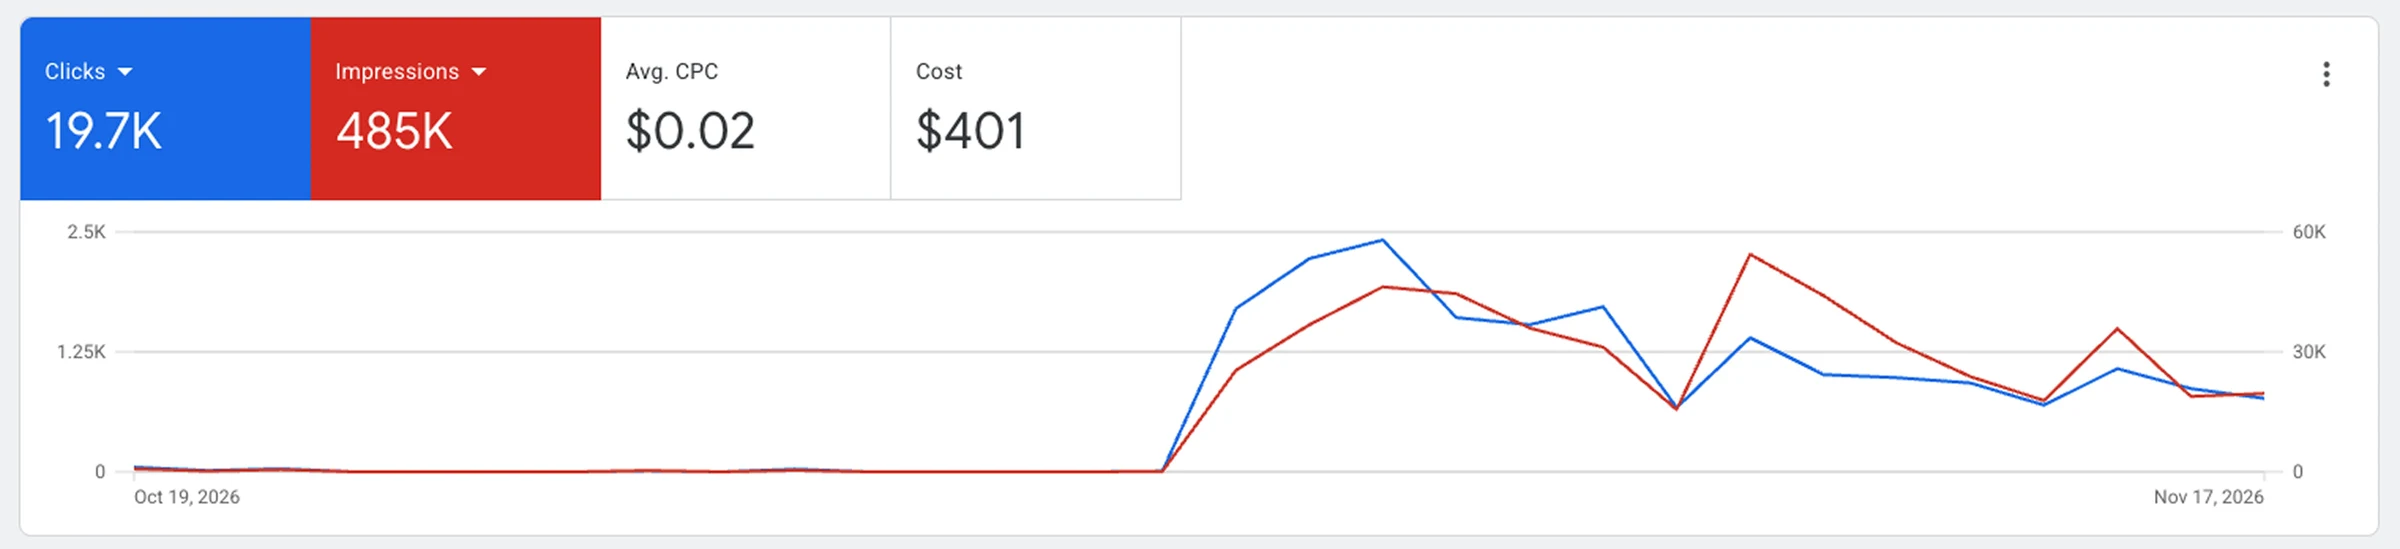 Clicks
19.7K
Impressions
485K
Avg. CPC
$0.02
Cost
$401
2.5K
60K
1.25K
30K
0
0
Oct 19, 2026
Nov 17, 2026